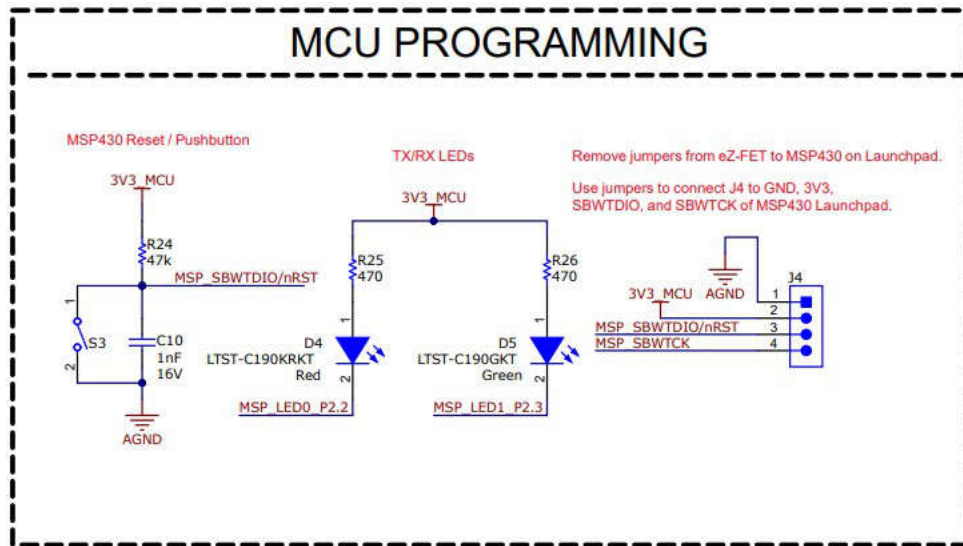 MCU PROGRAMMING
MSP430 Reset / Pushbutton
3V3_MCU
R24
47k
MSP_SBWTDIO/nRST
1
S3
2
C10
1nF
16V
AGND
TX/RX LEDs
3V3_MCU
R25
470
R26
470
1
D4
LTST-C190KRKT
Red
2
MSP_LED0_P2.2
1
D5
LTST-C190GKT
Green
2
MSP_LED1_P2.3
Remove jumpers from eZ-FET to MSP430 on Launchpad.
Use jumpers to connect J4 to GND, 3V3,
SBWTDIO, and SBWTCK of MSP430 Launchpad.
AGND
J4
3V3_MCU
1
2
MSP_SBWTDIO/nRST
3
MSP_SBWTCK
4